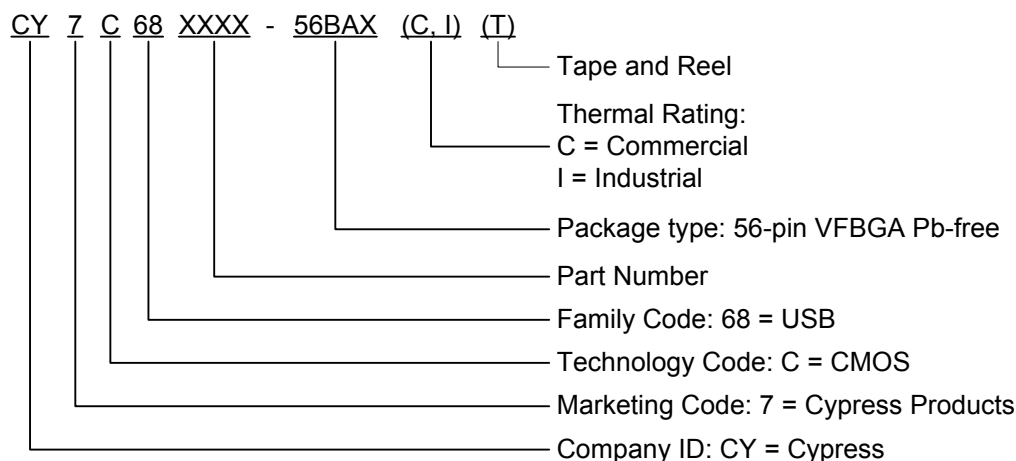 CY 7 C 68 XXXX - 56BAX (C, I) (T)
Tape and Reel
Thermal Rating:
C = Commercial
I = Industrial
Package type: 56-pin VFBGA Pb-free
Part Number
Family Code: 68 = USB
Technology Code: C = CMOS
Marketing Code: 7 = Cypress Products
Company ID: CY = Cypress